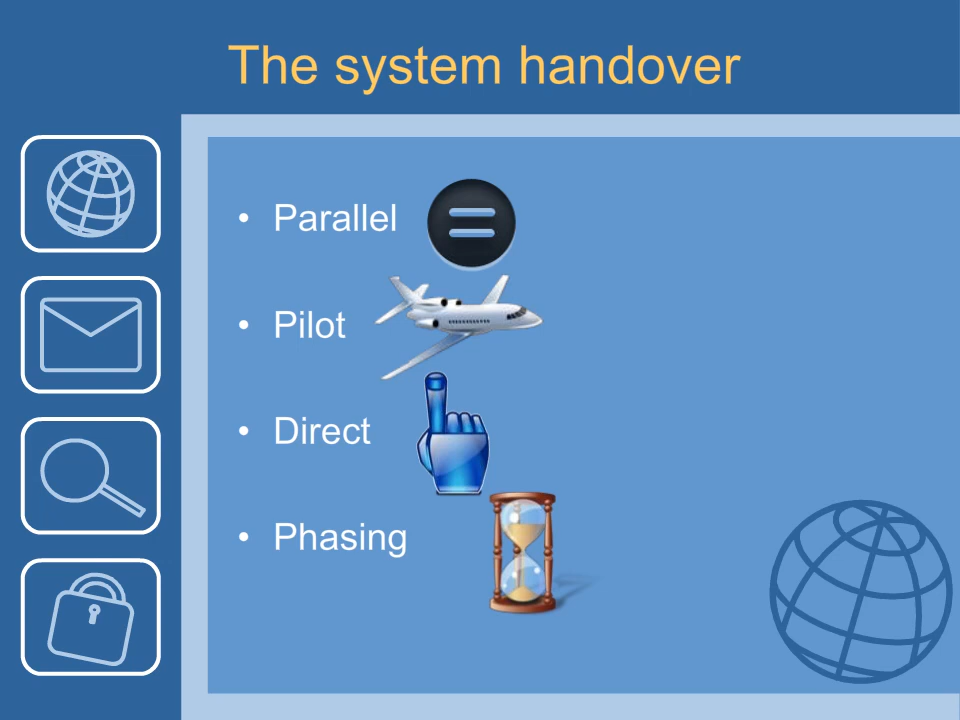 The system handover
• Parallel
• Pilot
• Direct
• Phasing